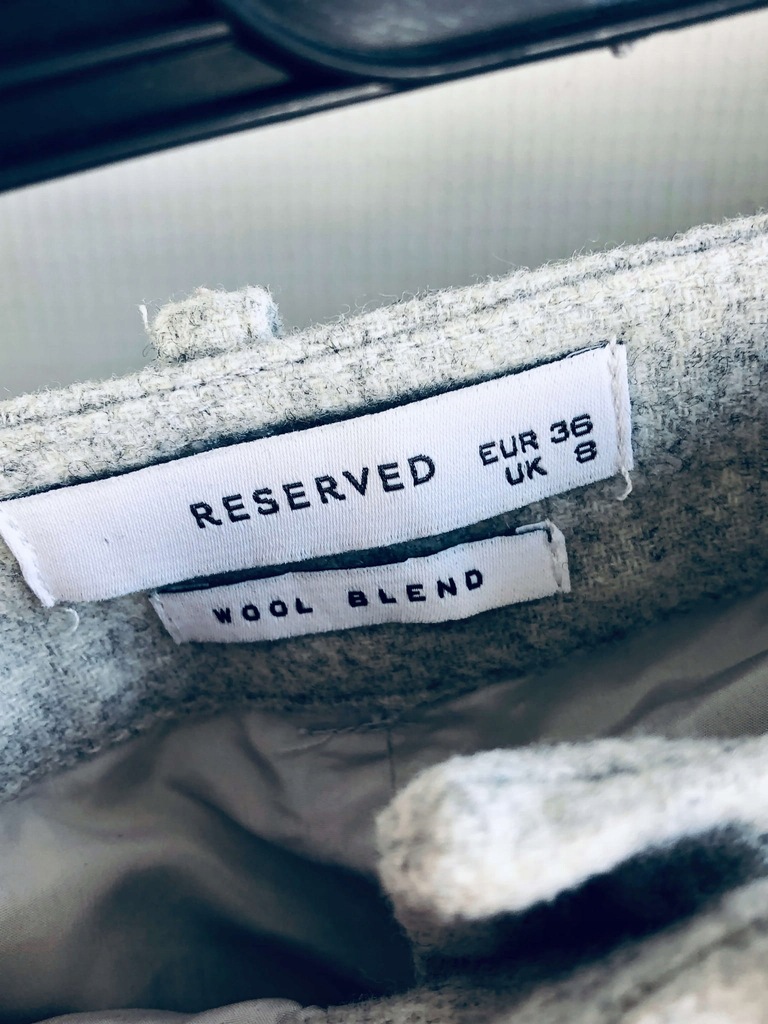 RESERVED
EUR 36
UK 8
WOOL BLEND